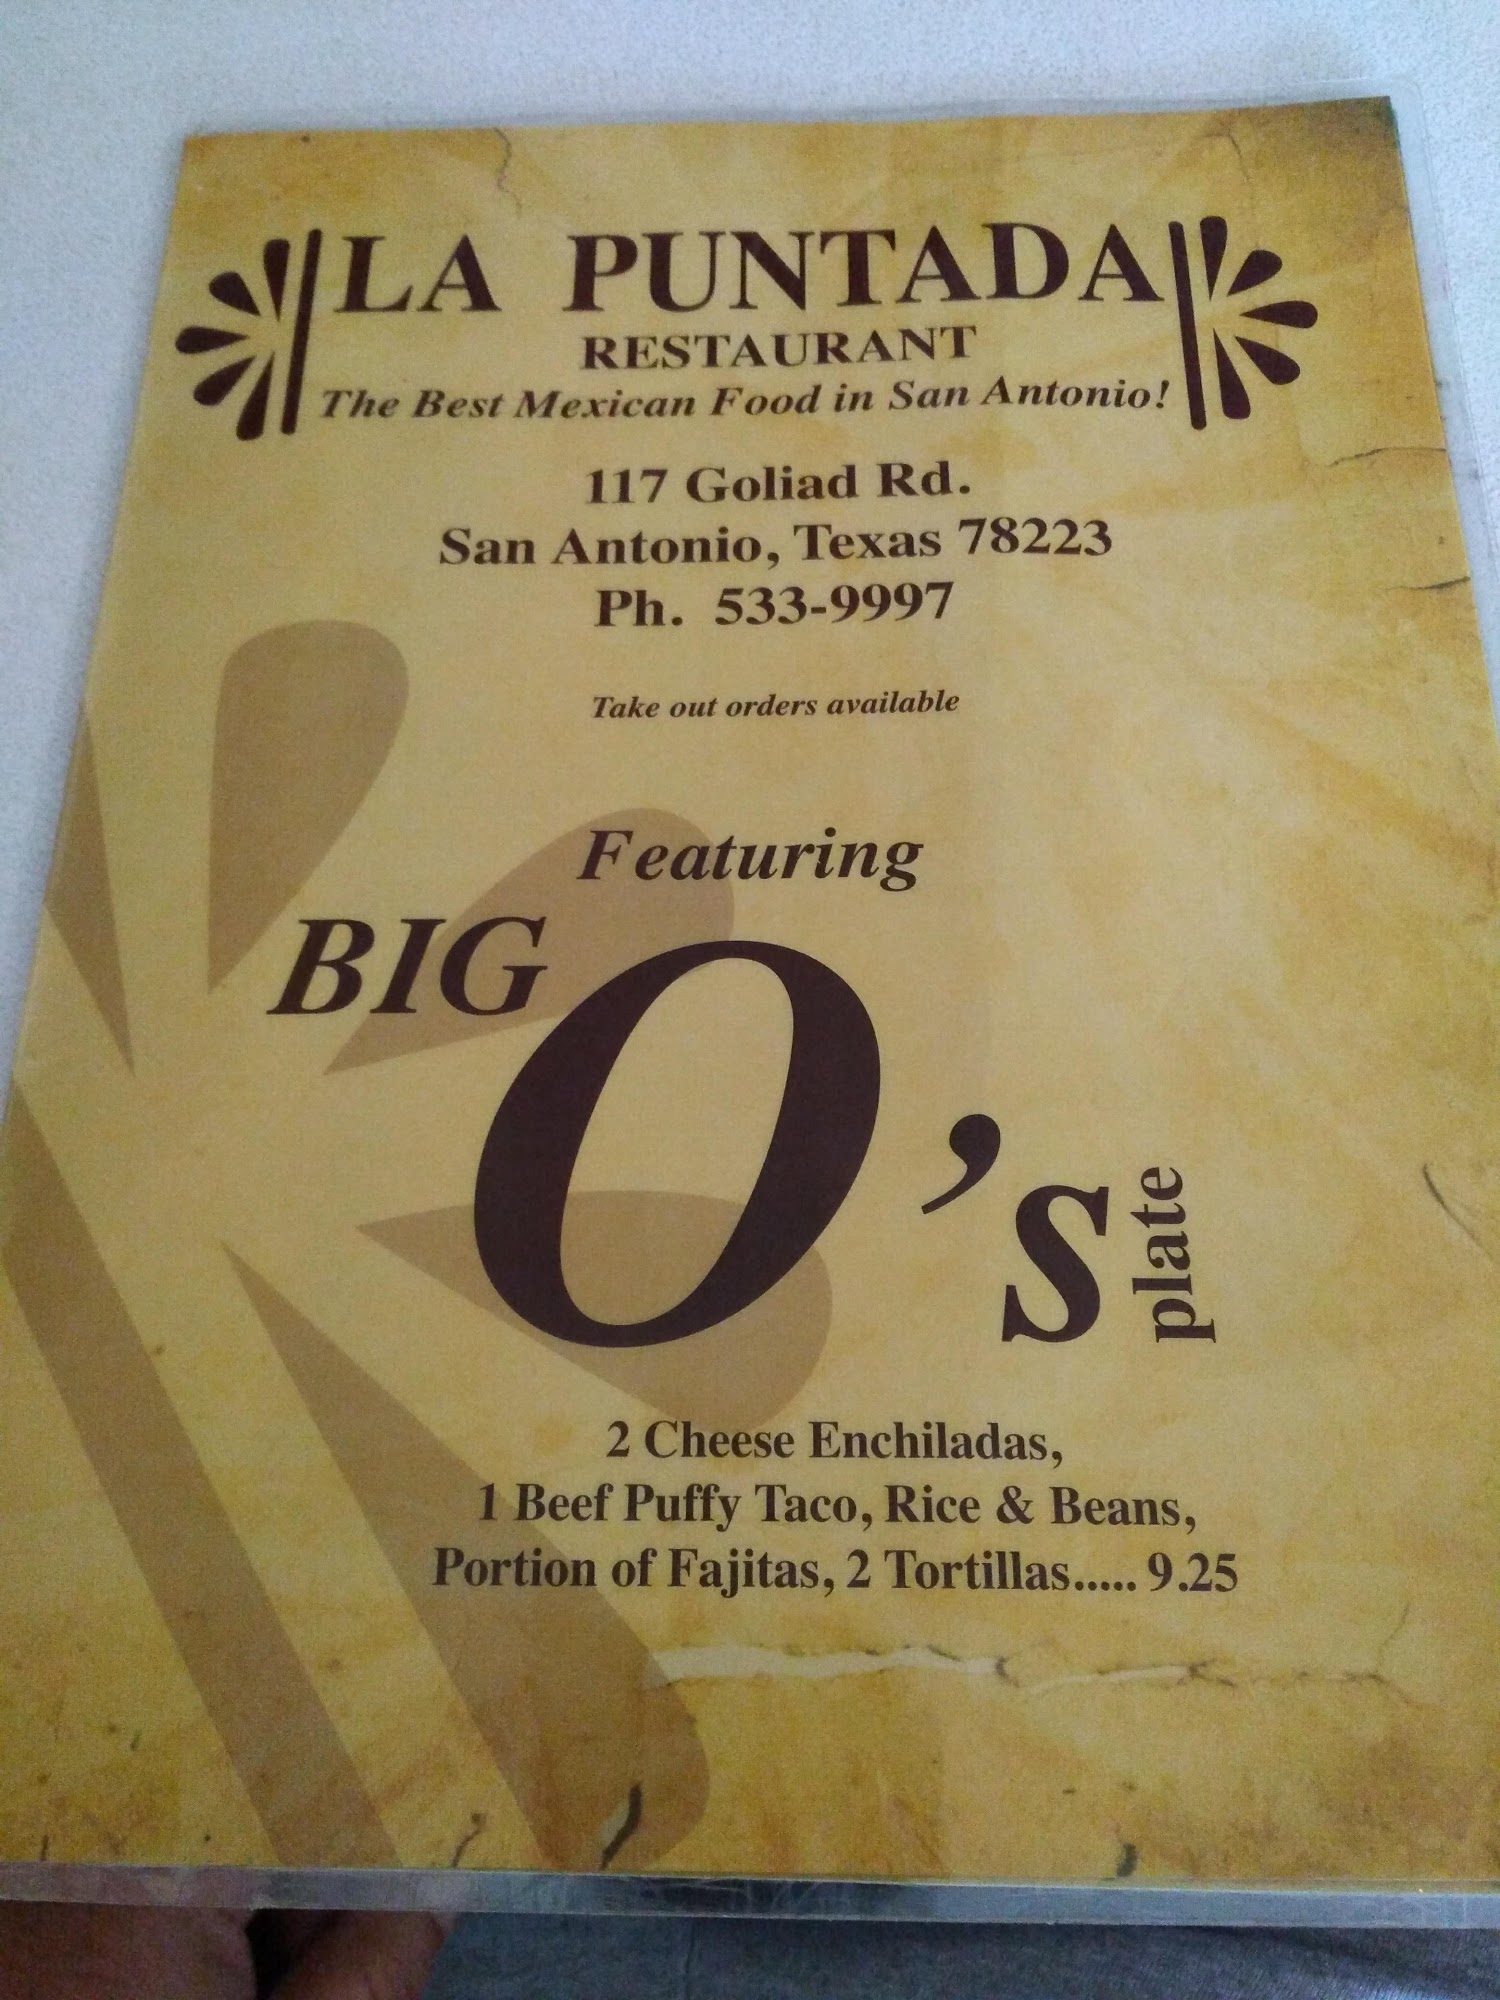 LA PUNTADA
RESTAURANT
The Best Mexican Food in San Antonio!
117 Goliad Rd.
San Antonio, Texas 78223
Ph. 533-9997
Take out orders available
Featuring
BIG O's plate
2 Cheese Enchiladas,
1 Beef Puffy Taco, Rice & Beans,
Portion of Fajitas, 2 Tortillas..... 9.25